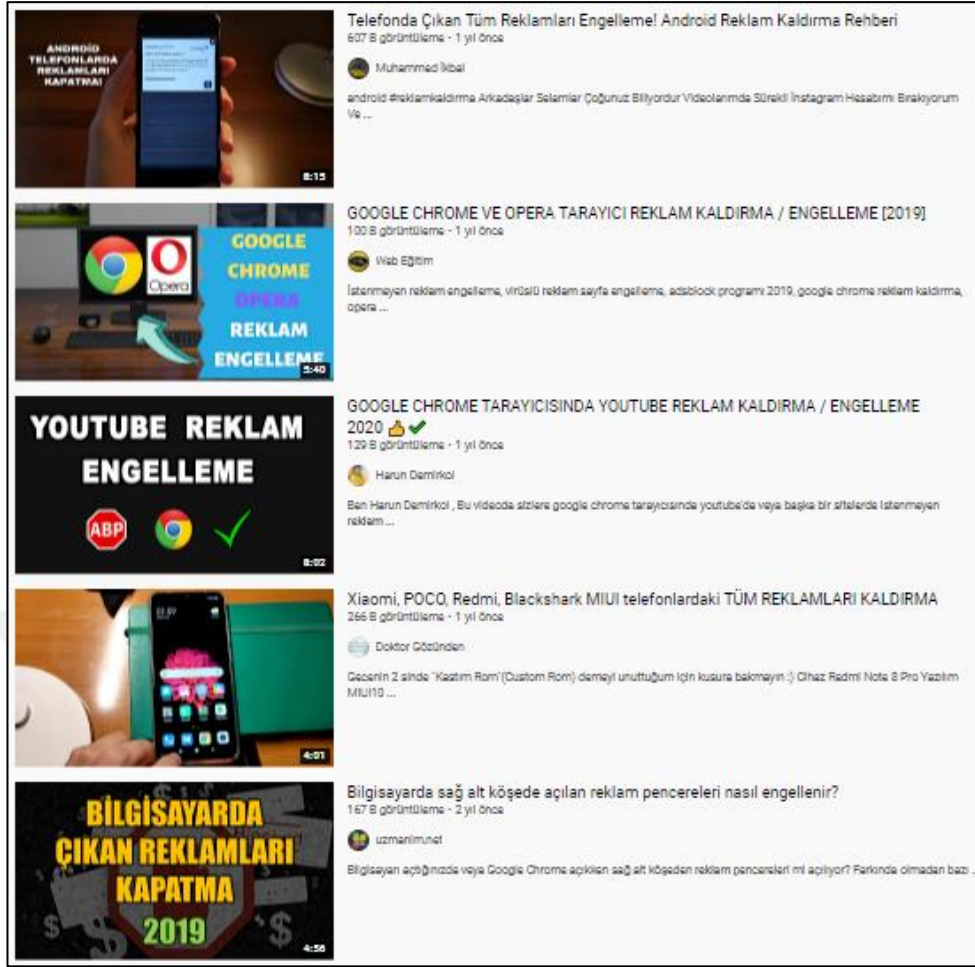 ANDROİD
TELEFONLARDA
REKLAMLARI
KAPATMA!
8:15
Telefonda Çıkan Tüm Reklamları Engelleme! Android Reklam Kaldırma Rehberi
607 B görüntüleme - 1 yıl önce
Muhammed İkbal
android #reklamkaldırma Arkadaşlar Selamlar Çoğunuz Biliyordur Videolarımda Sürekli İnstagram Hesabımı Bırakıyorum
Ve ...
Opera
GOOGLE
CHROME
OPERA
REKLAM
ENGELLEME
5:40
GOOGLE CHROME VE OPERA TARAYICI REKLAM KALDIRMA / ENGELLEME [2019]
100 B görüntüleme - 1 yıl önce
Web Eğitim
İstenmeyen reklam engelleme, virüslü reklam sayfa engelleme, adsblock programı 2019, google chrome reklam kaldırma,
opera ...
YOUTUBE REKLAM
ENGELLEME
ABP
8:02
GOOGLE CHROME TARAYICISINDA YOUTUBE REKLAM KALDIRMA / ENGELLEME
2020 👍 ✔
129 B görüntüleme - 1 yıl önce
Harun Demirkol
Ben Harun Demirkol , Bu videoda sizlere google chrome tarayıcısında youtube'de veya başka bir sitelerde istenmeyen
reklam ...
4:01
Xiaomi, POCO, Redmi, Blackshark MIUI telefonlardaki TÜM REKLAMLARI KALDIRMA
266 B görüntüleme - 1 yıl önce
Doktor Gözünden
Gecenin 2 sinde "Kastım Rom"(Custom Rom) demeyi unuttuğum için kusura bakmayın :) Cihaz Redmi Note 8 Pro Yazılım
MIUI10 ...
BİLGİSAYARDA
ÇIKAN REKLAMLARI
KAPATMA
2019
4:56
Bilgisayarda sağ alt köşede açılan reklam pencereleri nasıl engellenir?
167 B görüntüleme - 2 yıl önce
uzmanim.net
Bilgisayarı açtığınızda veya Google Chrome açıkken sağ alt köşeden reklam pencereleri mi açılıyor? Farkında olmadan bazı ...